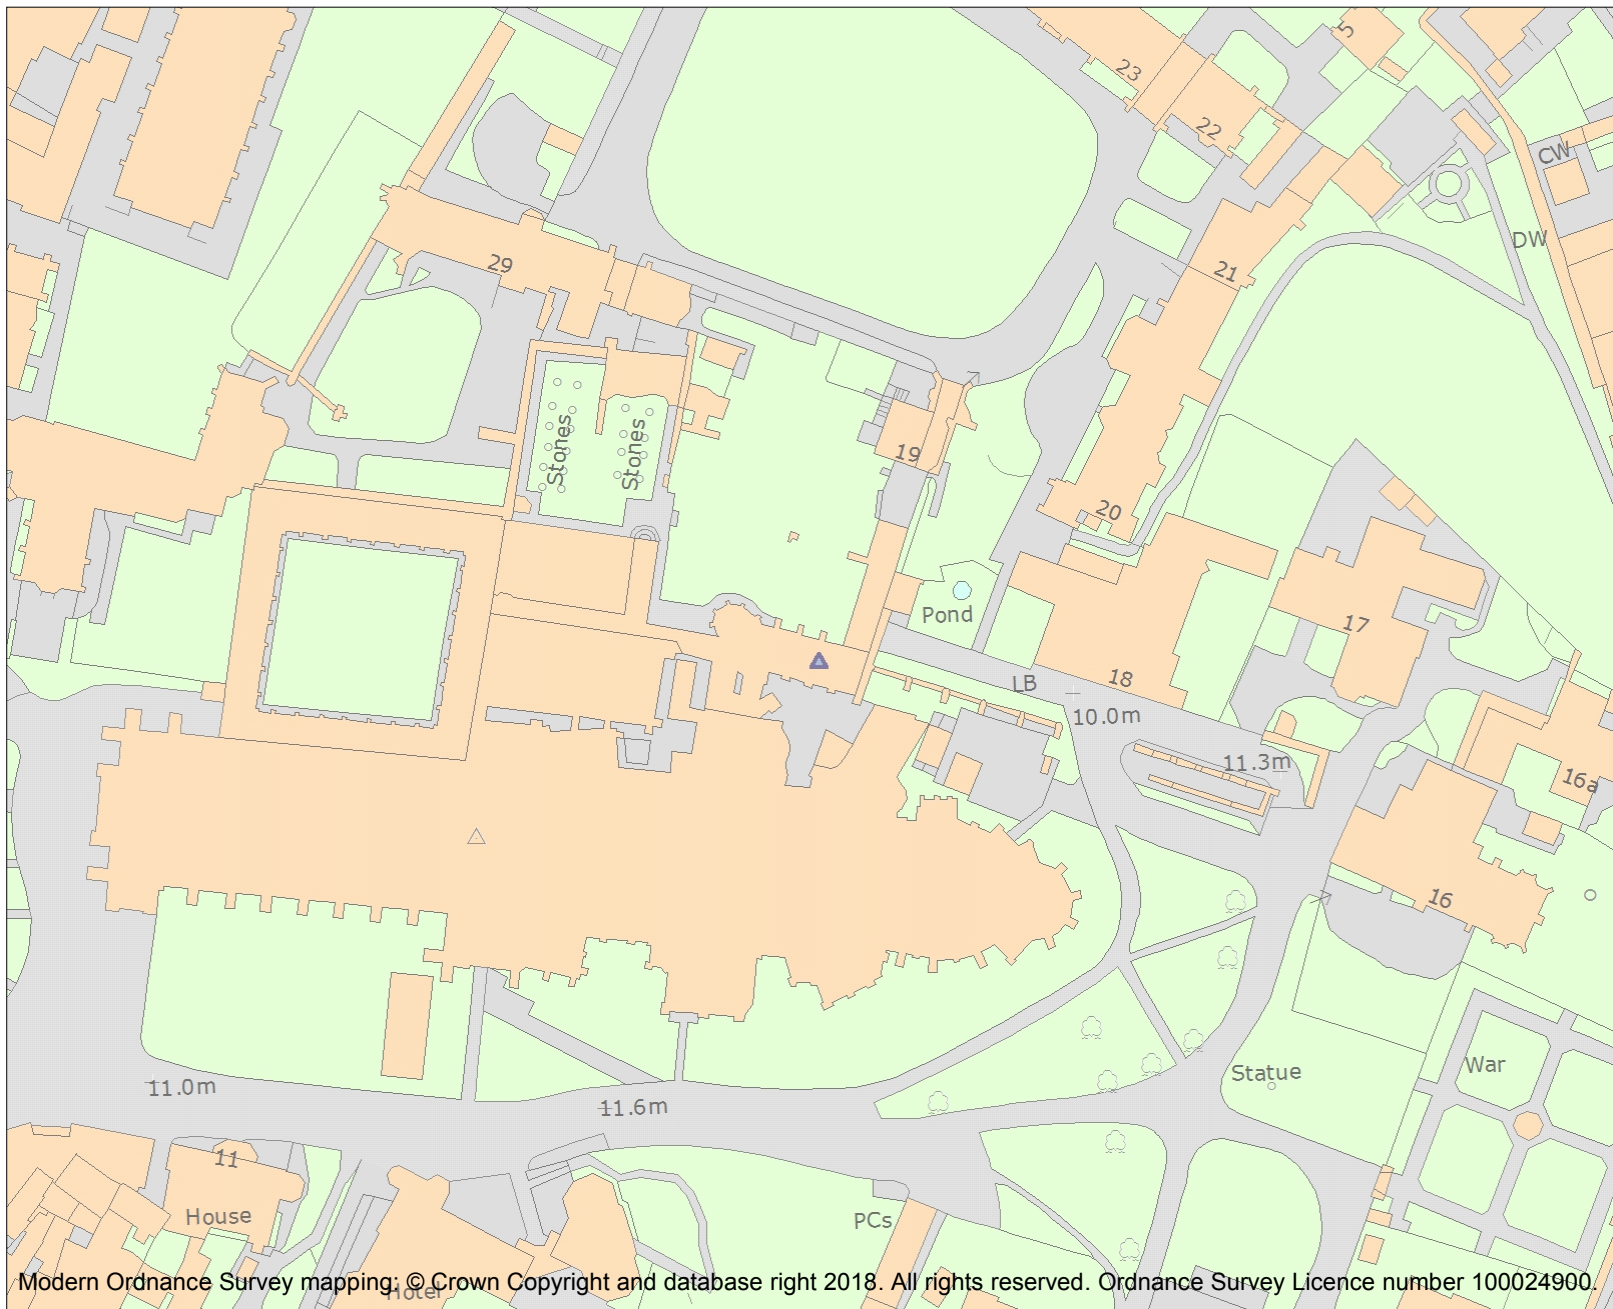 5
23
22
CW
DW
29
21
Stones
Stones
19
20
Pond
17
LB
18
10.0m
11.3m
16a
16
War
Statue
11.0m
11.6m
11
House
PCs
Hotel
Modern Ordnance Survey mapping: © Crown Copyright and database right 2018. All rights reserved. Ordnance Survey Licence number 100024900.